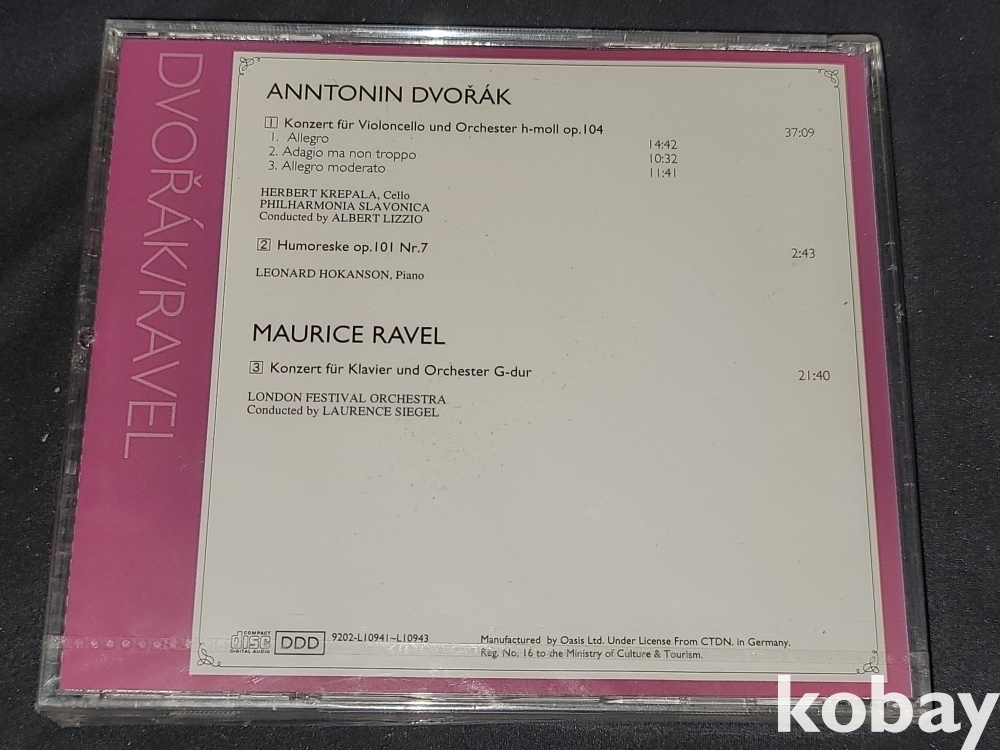 DVOŘÁK/RAVEL
ANNTONIN DVOŘÁK
1 Konzert für Violoncello und Orchester h-moll op.104 37:09
1. Allegro 14:42
2. Adagio ma non troppo 10:32
3. Allegro moderato 11:41
HERBERT KREPALA, Cello
PHILHARMONIA SLAVONICA
Conducted by ALBERT LIZZIO
2 Humoreske op.101 Nr.7 2:43
LEONARD HOKANSON, Piano
MAURICE RAVEL
3 Konzert für Klavier und Orchester G-dur 21:40
LONDON FESTIVAL ORCHESTRA
Conducted by LAURENCE SIEGEL
COMPACT
disc
DIGITAL AUDIO
DDD
9202-L10941~L10943
Manufactured by Oasis Ltd. Under License From CTDN. in Germany.
Reg. No. 16 to the Ministry of Culture & Tourism.
kobay